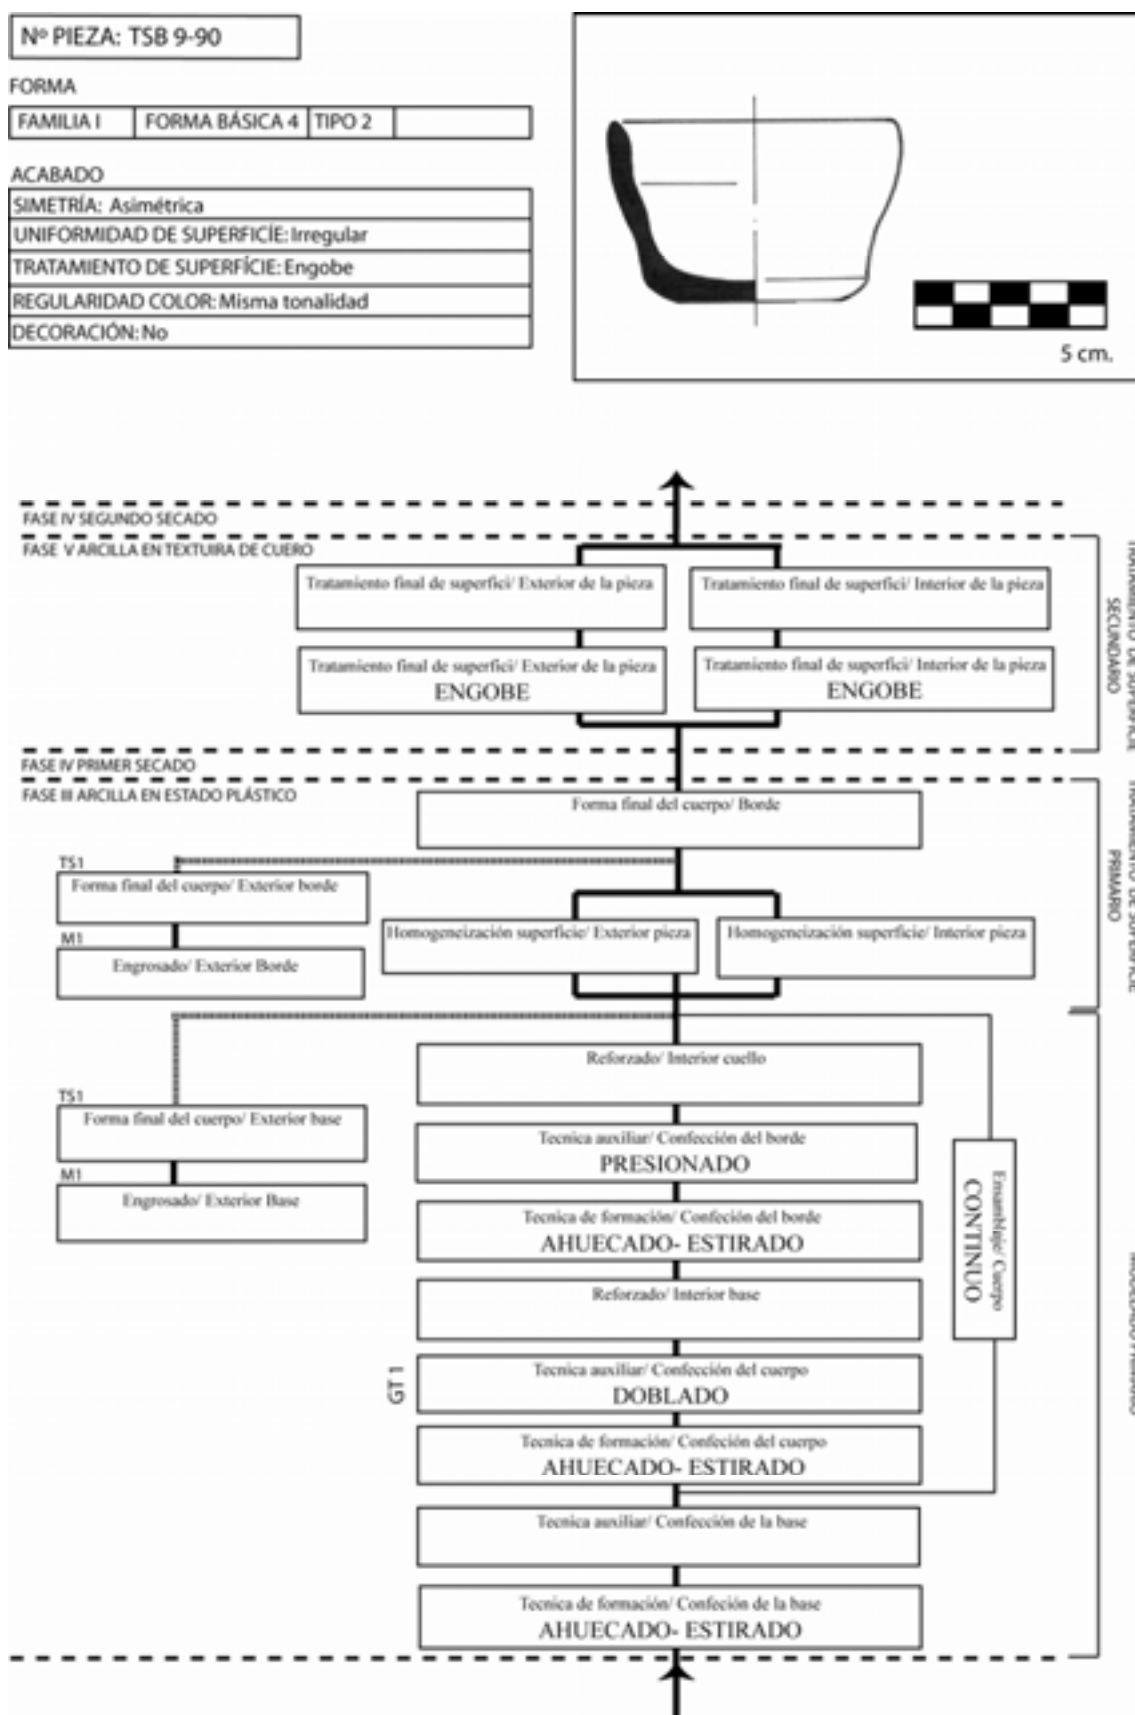 Nº PIEZA: TSB 9-90
FORMA
FAMILIA I FORMA BÁSICA 4 TIPO 2
ACABADO
SIMETRÍA: Asimétrica
UNIFORMIDAD DE SUPERFICÍE: Irregular
TRATAMIENTO DE SUPERFÍCIE: Engobe
REGULARIDAD COLOR: Misma tonalidad
DECORACIÓN: No
5 cm.
FASE IV SEGUNDO SECADO
FASE V ARCILLA EN TEXTUIRA DE CUERO
Tratamiento final de superfici/ Exterior de la pieza
Tratamiento final de superfici/ Interior de la pieza
Tratamiento final de superfici/ Exterior de la pieza
ENGOBE
Tratamiento final de superfici/ Interior de la pieza
ENGOBE
TRATAMIENTO DE SUPERFICIE
SECUNDARIO
FASE IV PRIMER SECADO
FASE III ARCILLA EN ESTADO PLÁSTICO
Forma final del cuerpo/ Borde
TS1
Forma final del cuerpo/ Exterior borde
M1
Engrosado/ Exterior Borde
Homogeneización superficie/ Exterior pieza
Homogeneización superficie/ Interior pieza
TRATAMIENTO DE SUPERFICIE
PRIMARIO
Reforzado/ Interior cuello
TS1
Forma final del cuerpo/ Exterior base
M1
Engrosado/ Exterior Base
Tecnica auxiliar/ Confección del borde
PRESIONADO
Tecnica de formación/ Confeción del borde
AHUECADO- ESTIRADO
Reforzado/ Interior base
GT 1
Tecnica auxiliar/ Confección del cuerpo
DOBLADO
Tecnica de formación/ Confeción del cuerpo
AHUECADO- ESTIRADO
Ensamblaje/ Cuerpo
CONTINUO
Tecnica auxiliar/ Confección de la base
Tecnica de formación/ Confeción de la base
AHUECADO- ESTIRADO